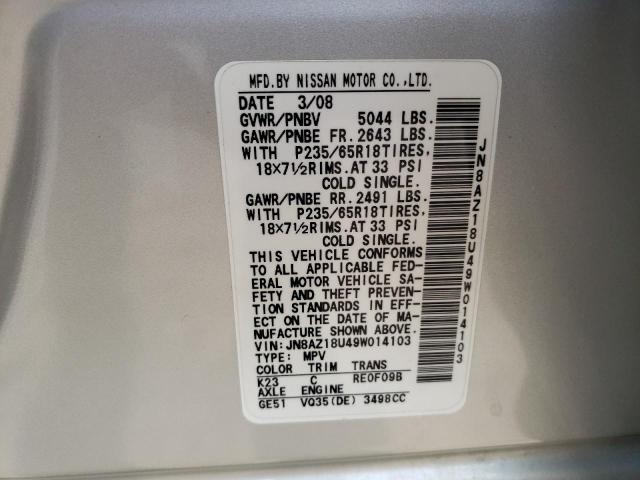 MFD.BY NISSAN MOTOR CO.,LTD.
DATE 3/08
GVWR/PNBV 5044 LBS.
GAWR/PNBE FR. 2643 LBS.
WITH P235/65R18TIRES,
18×7½RIMS.AT 33 PSI
COLD SINGLE.
GAWR/PNBE RR. 2491 LBS.
WITH P235/65R18TIRES,
18×7½RIMS.AT 33 PSI
COLD SINGLE.
THIS VEHICLE CONFORMS
TO ALL APPLICABLE FED-
ERAL MOTOR VEHICLE SA-
FETY AND THEFT PREVEN-
TION STANDARDS IN EFF-
ECT ON THE DATE OF MA-
NUFACTURE SHOWN ABOVE.
VIN:JN8AZ18U49W014103
TYPE: MPV
COLOR TRIM TRANS
K23 C RE0F09B
AXLE ENGINE
GE51 VQ35(DE) 3498CC
JN8AZ18U49W014103